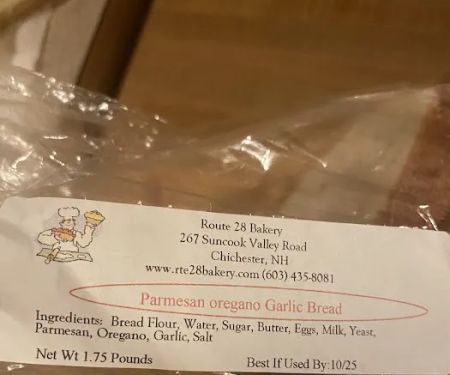 Route 28 Bakery
267 Suncook Valley Road
Chichester, NH
www.rte28bakery.com (603) 435-8081
Parmesan oregano Garlic Bread
Ingredients: Bread Flour, Water, Sugar, Butter, Eggs, Milk, Yeast,
Parmesan, Oregano, Garlic, Salt
Net Wt 1.75 Pounds Best If Used By:10/25